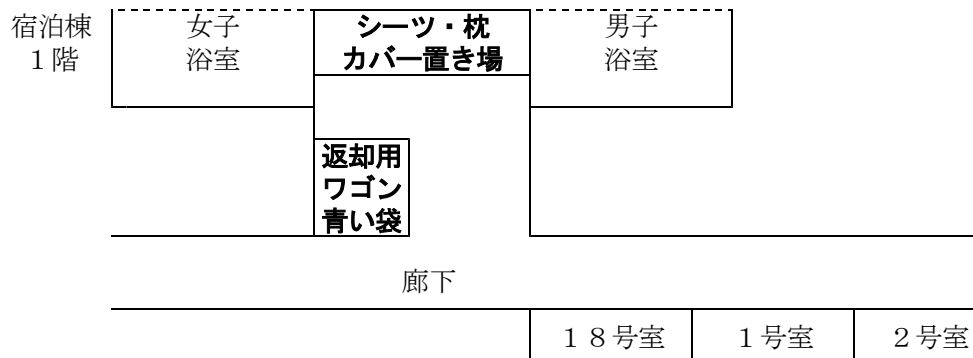 宿泊棟
１階
女子
浴室
シーツ・枕
カバー置き場
男子
浴室
返却用
ワゴン
青い袋
廊下
１８号室
１号室
２号室